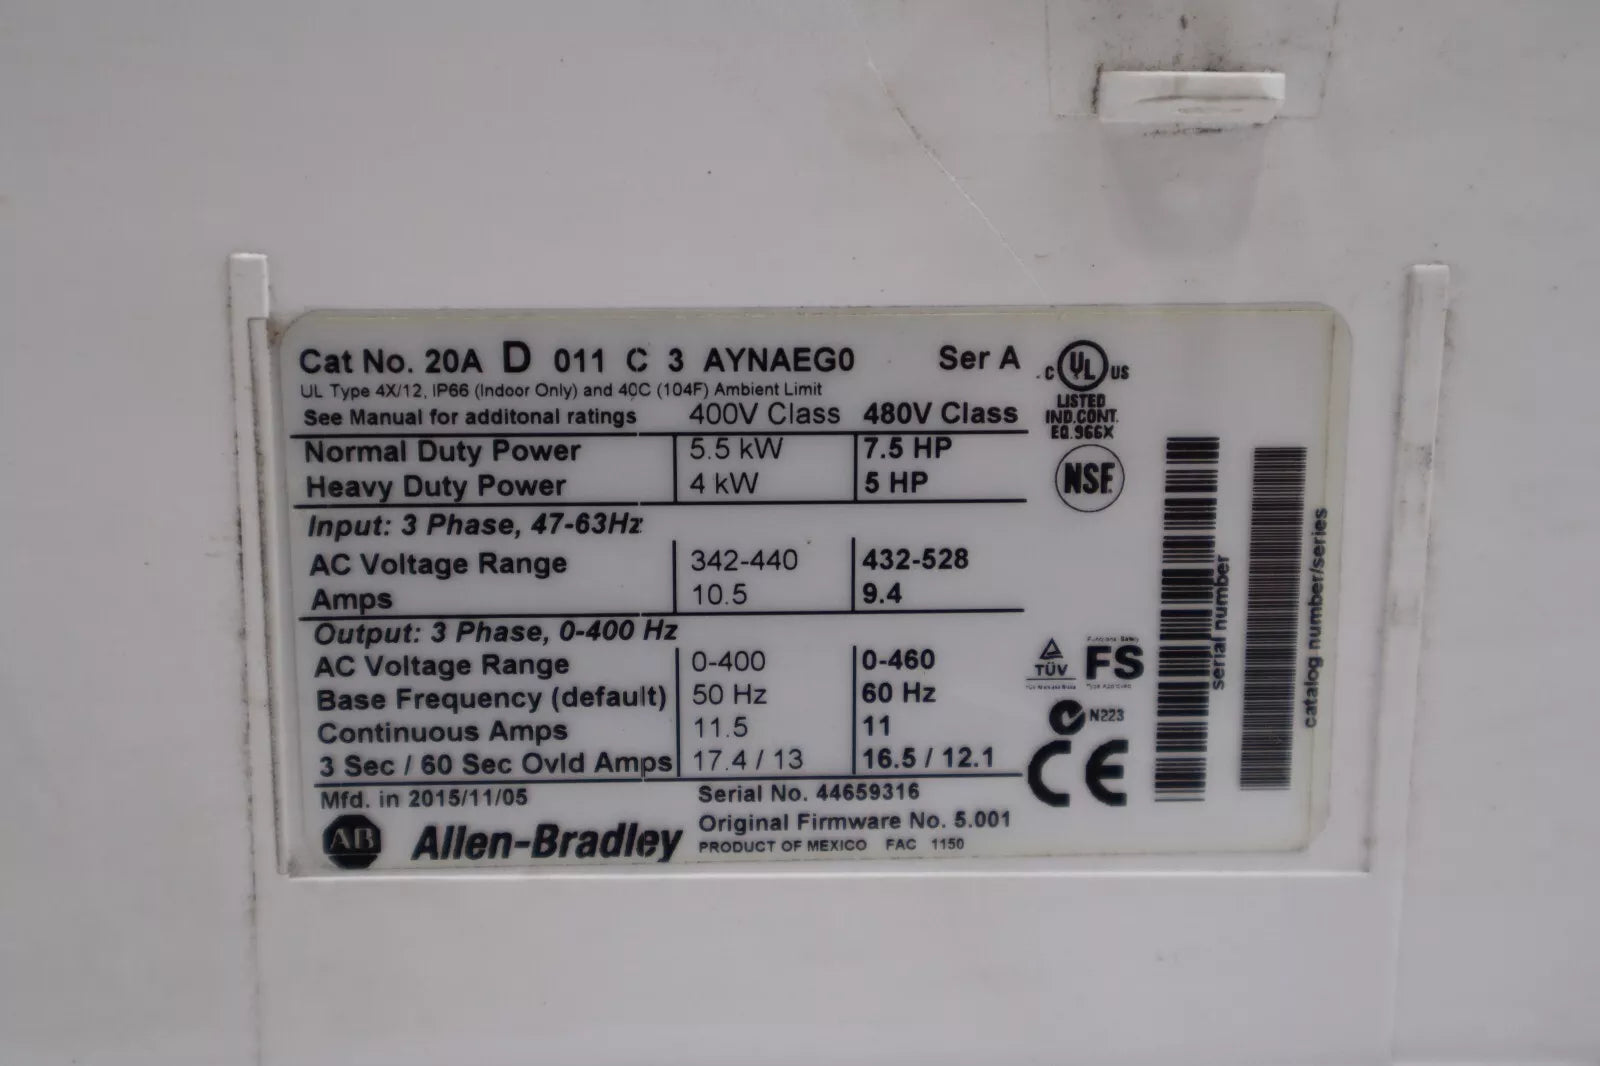 Cat No. 20A D 011 C 3 AYNAEG0 Ser A
UL Type 4X/12, IP66 (Indoor Only) and 40C (104F) Ambient Limit
See Manual for additonal ratings 400V Class 480V Class
Normal Duty Power 5.5 kW 7.5 HP
Heavy Duty Power 4 kW 5 HP
Input: 3 Phase, 47-63Hz
AC Voltage Range 342-440 432-528
Amps 10.5 9.4
Output: 3 Phase, 0-400 Hz
AC Voltage Range 0-400 0-460
Base Frequency (default) 50 Hz 60 Hz
Continuous Amps 11.5 11
3 Sec / 60 Sec Ovld Amps 17.4 / 13 16.5 / 12.1
Mfd. in 2015/11/05
Serial No. 44659316
Original Firmware No. 5.001
PRODUCT OF MEXICO FAC 1150
AB Allen-Bradley
c UL us
LISTED
IND.CONT.
EQ.966X
NSF.
TÜV
Functional Safety
FS
Type Approved
N223
CE
serial number
catalog number/series